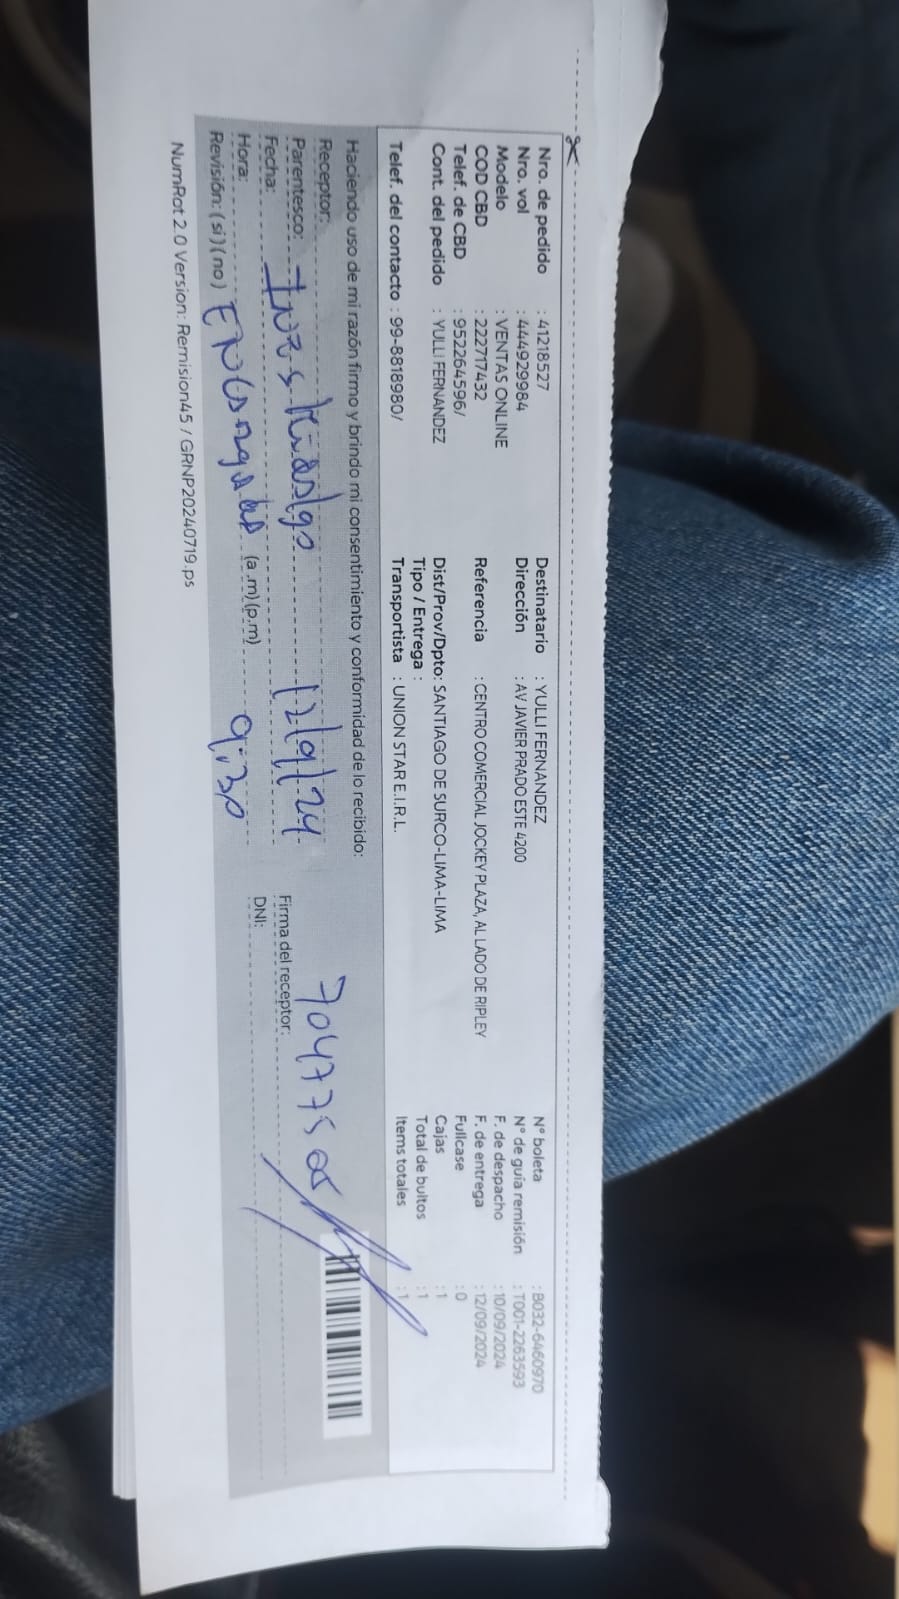 Nro. de pedido : 41218527
Nro. vol : 444929984
Modelo : VENTAS ONLINE
COD CBD : 222717432
Telef. de CBD : 952264596/
Cont. del pedido : YULLI FERNANDEZ
Telef. del contacto : 99-8818980/
Destinatario : YULLI FERNANDEZ
Dirección : AV JAVIER PRADO ESTE 4200
Referencia : CENTRO COMERCIAL JOCKEY PLAZA, AL LADO DE RIPLEY
Dist/Prov/Dpto: SANTIAGO DE SURCO-LIMA-LIMA
Tipo / Entrega :
Transportista : UNION STAR E.I.R.L.
N° boleta : B032-6460970
N° de guía remisión : T001-2263593
F. de despacho : 10/09/2024
F. de entrega : 12/09/2024
Fullcase : 0
Cajas : 1
Total de bultos : 1
Items totales : 1
Haciendo uso de mi razón firmo y brindo mi consentimiento y conformidad de lo recibido:
Receptor:
Parentesco:
Fecha: 12/9/24
Hora: (a.m)(p.m) 9:30
Revisión: (si)(no)
Firma del receptor:
DNI:
NumRot 2.0 Version: Remision45 / GRNP20240719.ps